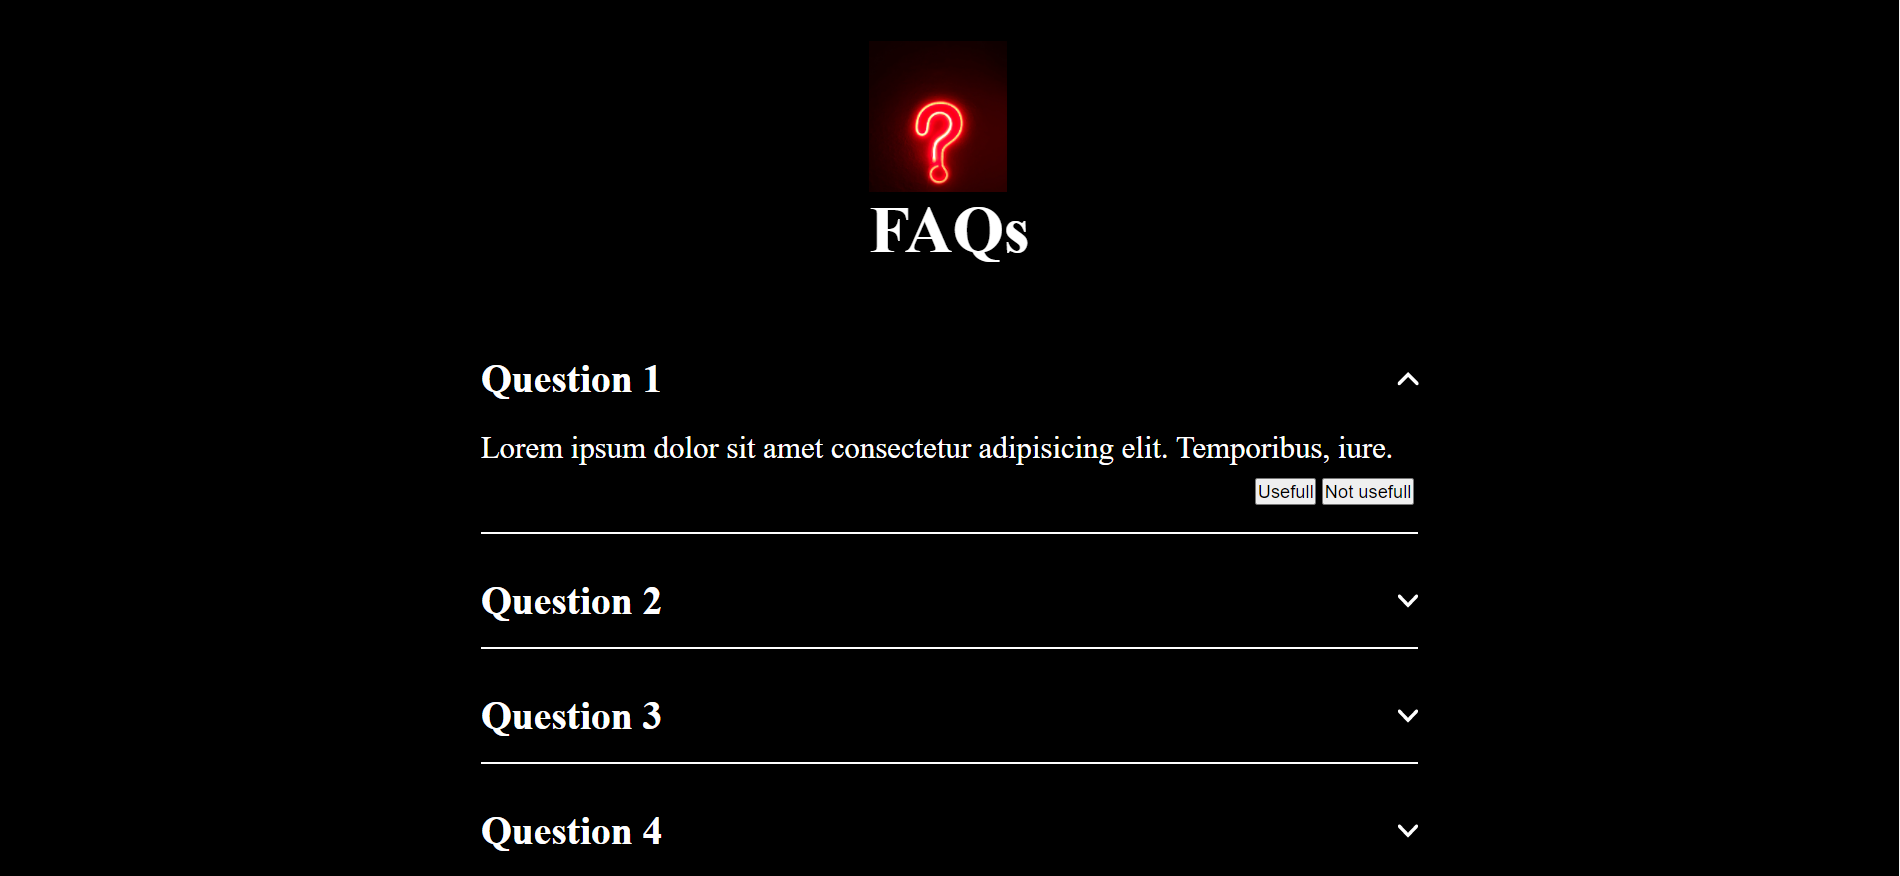 ?
FAQs
Question 1
Lorem ipsum dolor sit amet consectetur adipisicing elit. Temporibus, iure.
Usefull Not usefull
Question 2
Question 3
Question 4